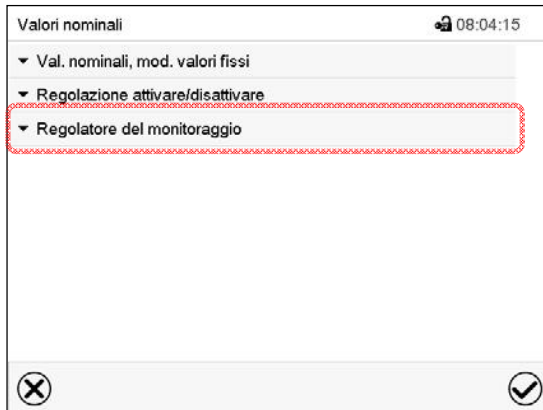 Valori nominali 08:04:15
Val. nominali, mod. valori fissi
Regolazione attivare/disattivare
Regolatore del monitoraggio